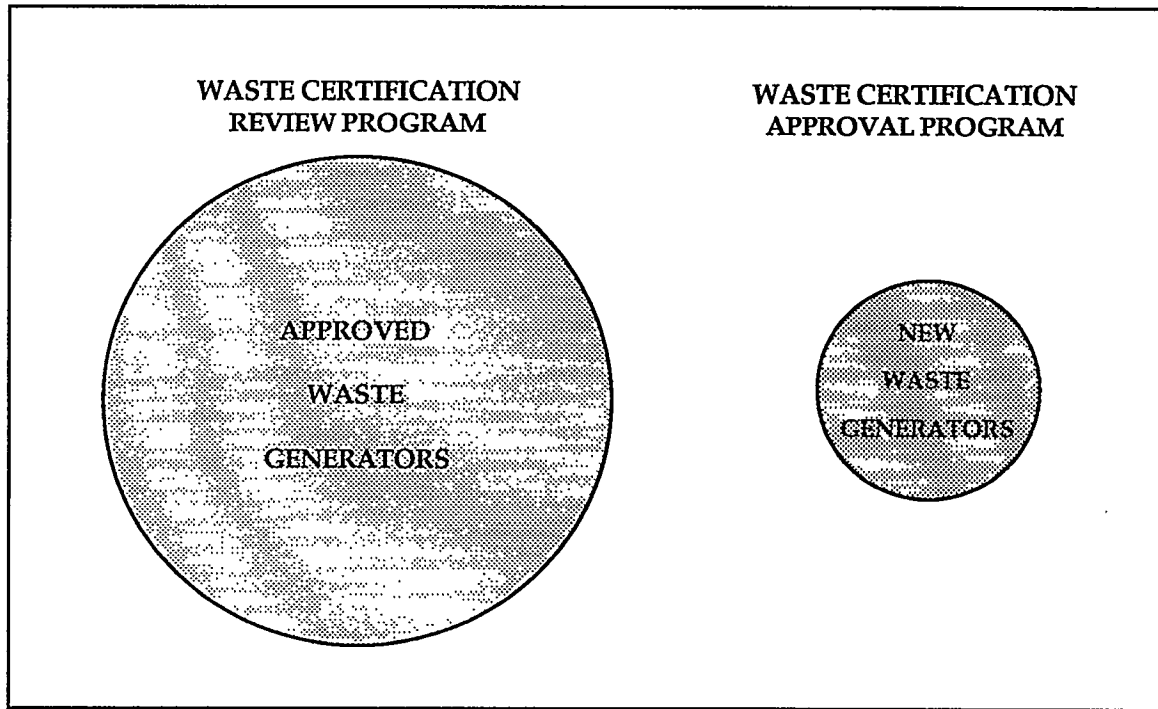 WASTE CERTIFICATION
REVIEW PROGRAM
APPROVED
WASTE
GENERATORS
WASTE CERTIFICATION
APPROVAL PROGRAM
NEW
WASTE
GENERATORS